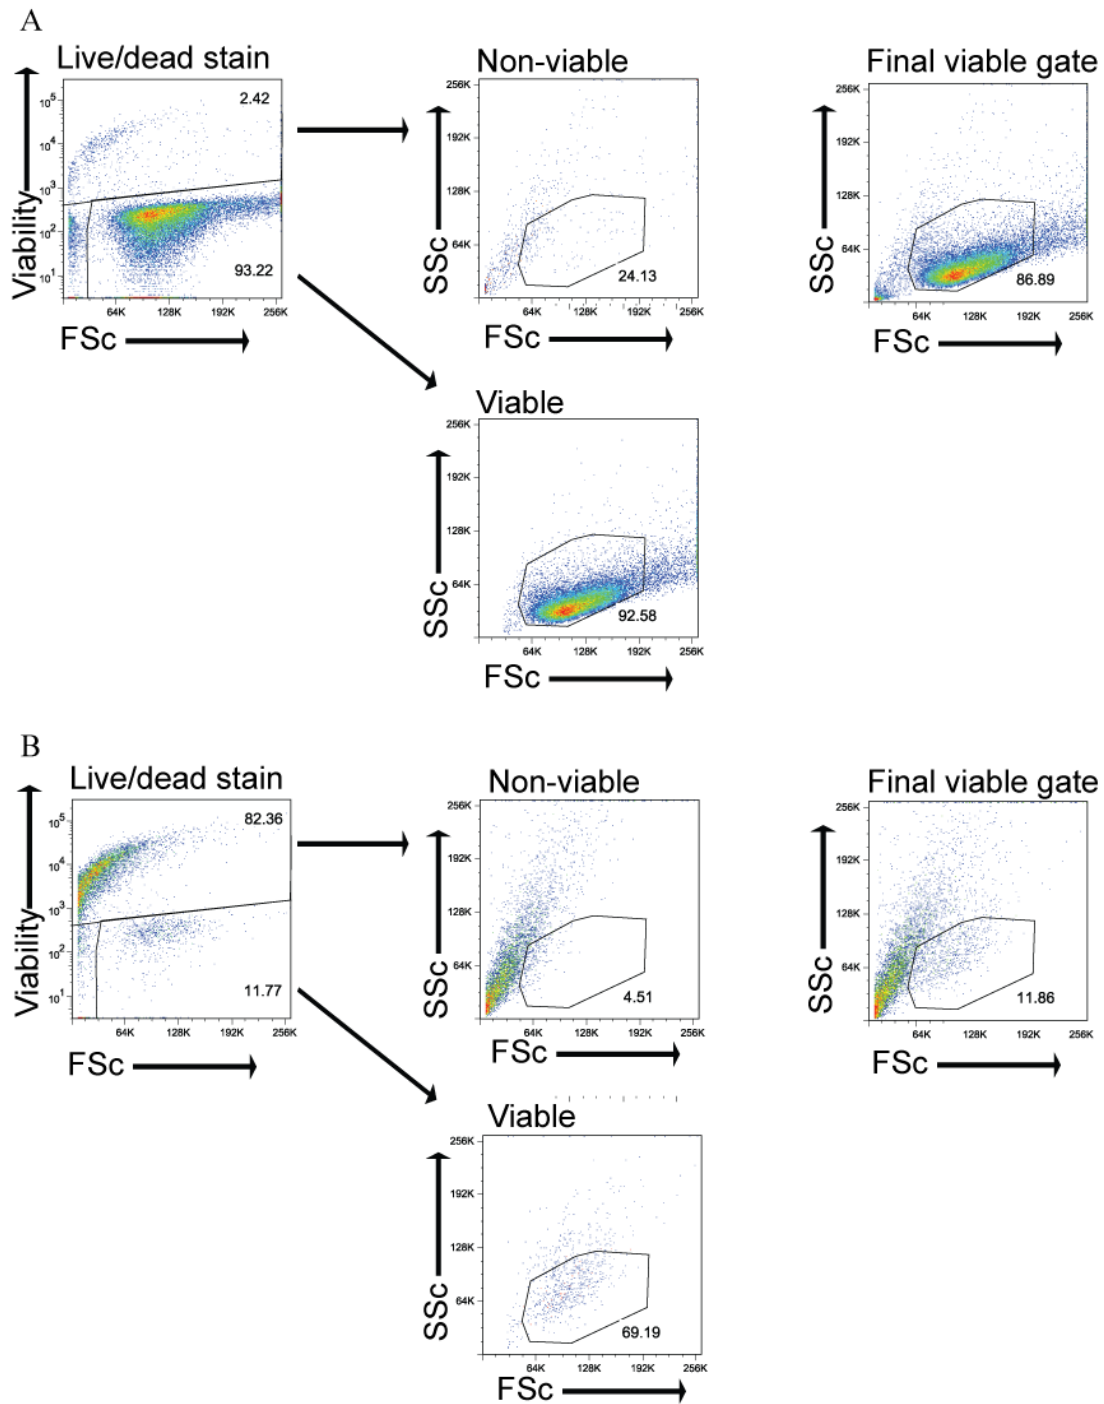 A
Live/dead stain
Non-viable
Final viable gate
Viability
10^5
10^4
10^3
10^2
10^1
2.42
93.22
64K 128K 192K 256K
FSc
SSc
256K
192K
128K
64K
24.13
64K 128K 192K 256K
FSc
SSc
256K
192K
128K
64K
86.89
64K 128K 192K 256K
FSc
Viable
SSc
256K
192K
128K
64K
92.58
64K 128K 192K 256K
FSc
B
Live/dead stain
Non-viable
Final viable gate
Viability
10^5
10^4
10^3
10^2
10^1
82.36
11.77
64K 128K 192K 256K
FSc
SSc
256K
192K
128K
64K
4.51
64K 128K 192K 256K
FSc
SSc
256K
192K
128K
64K
11.86
64K 128K 192K 256K
FSc
Viable
SSc
256K
192K
128K
64K
69.19
64K 128K 192K 256K
FSc